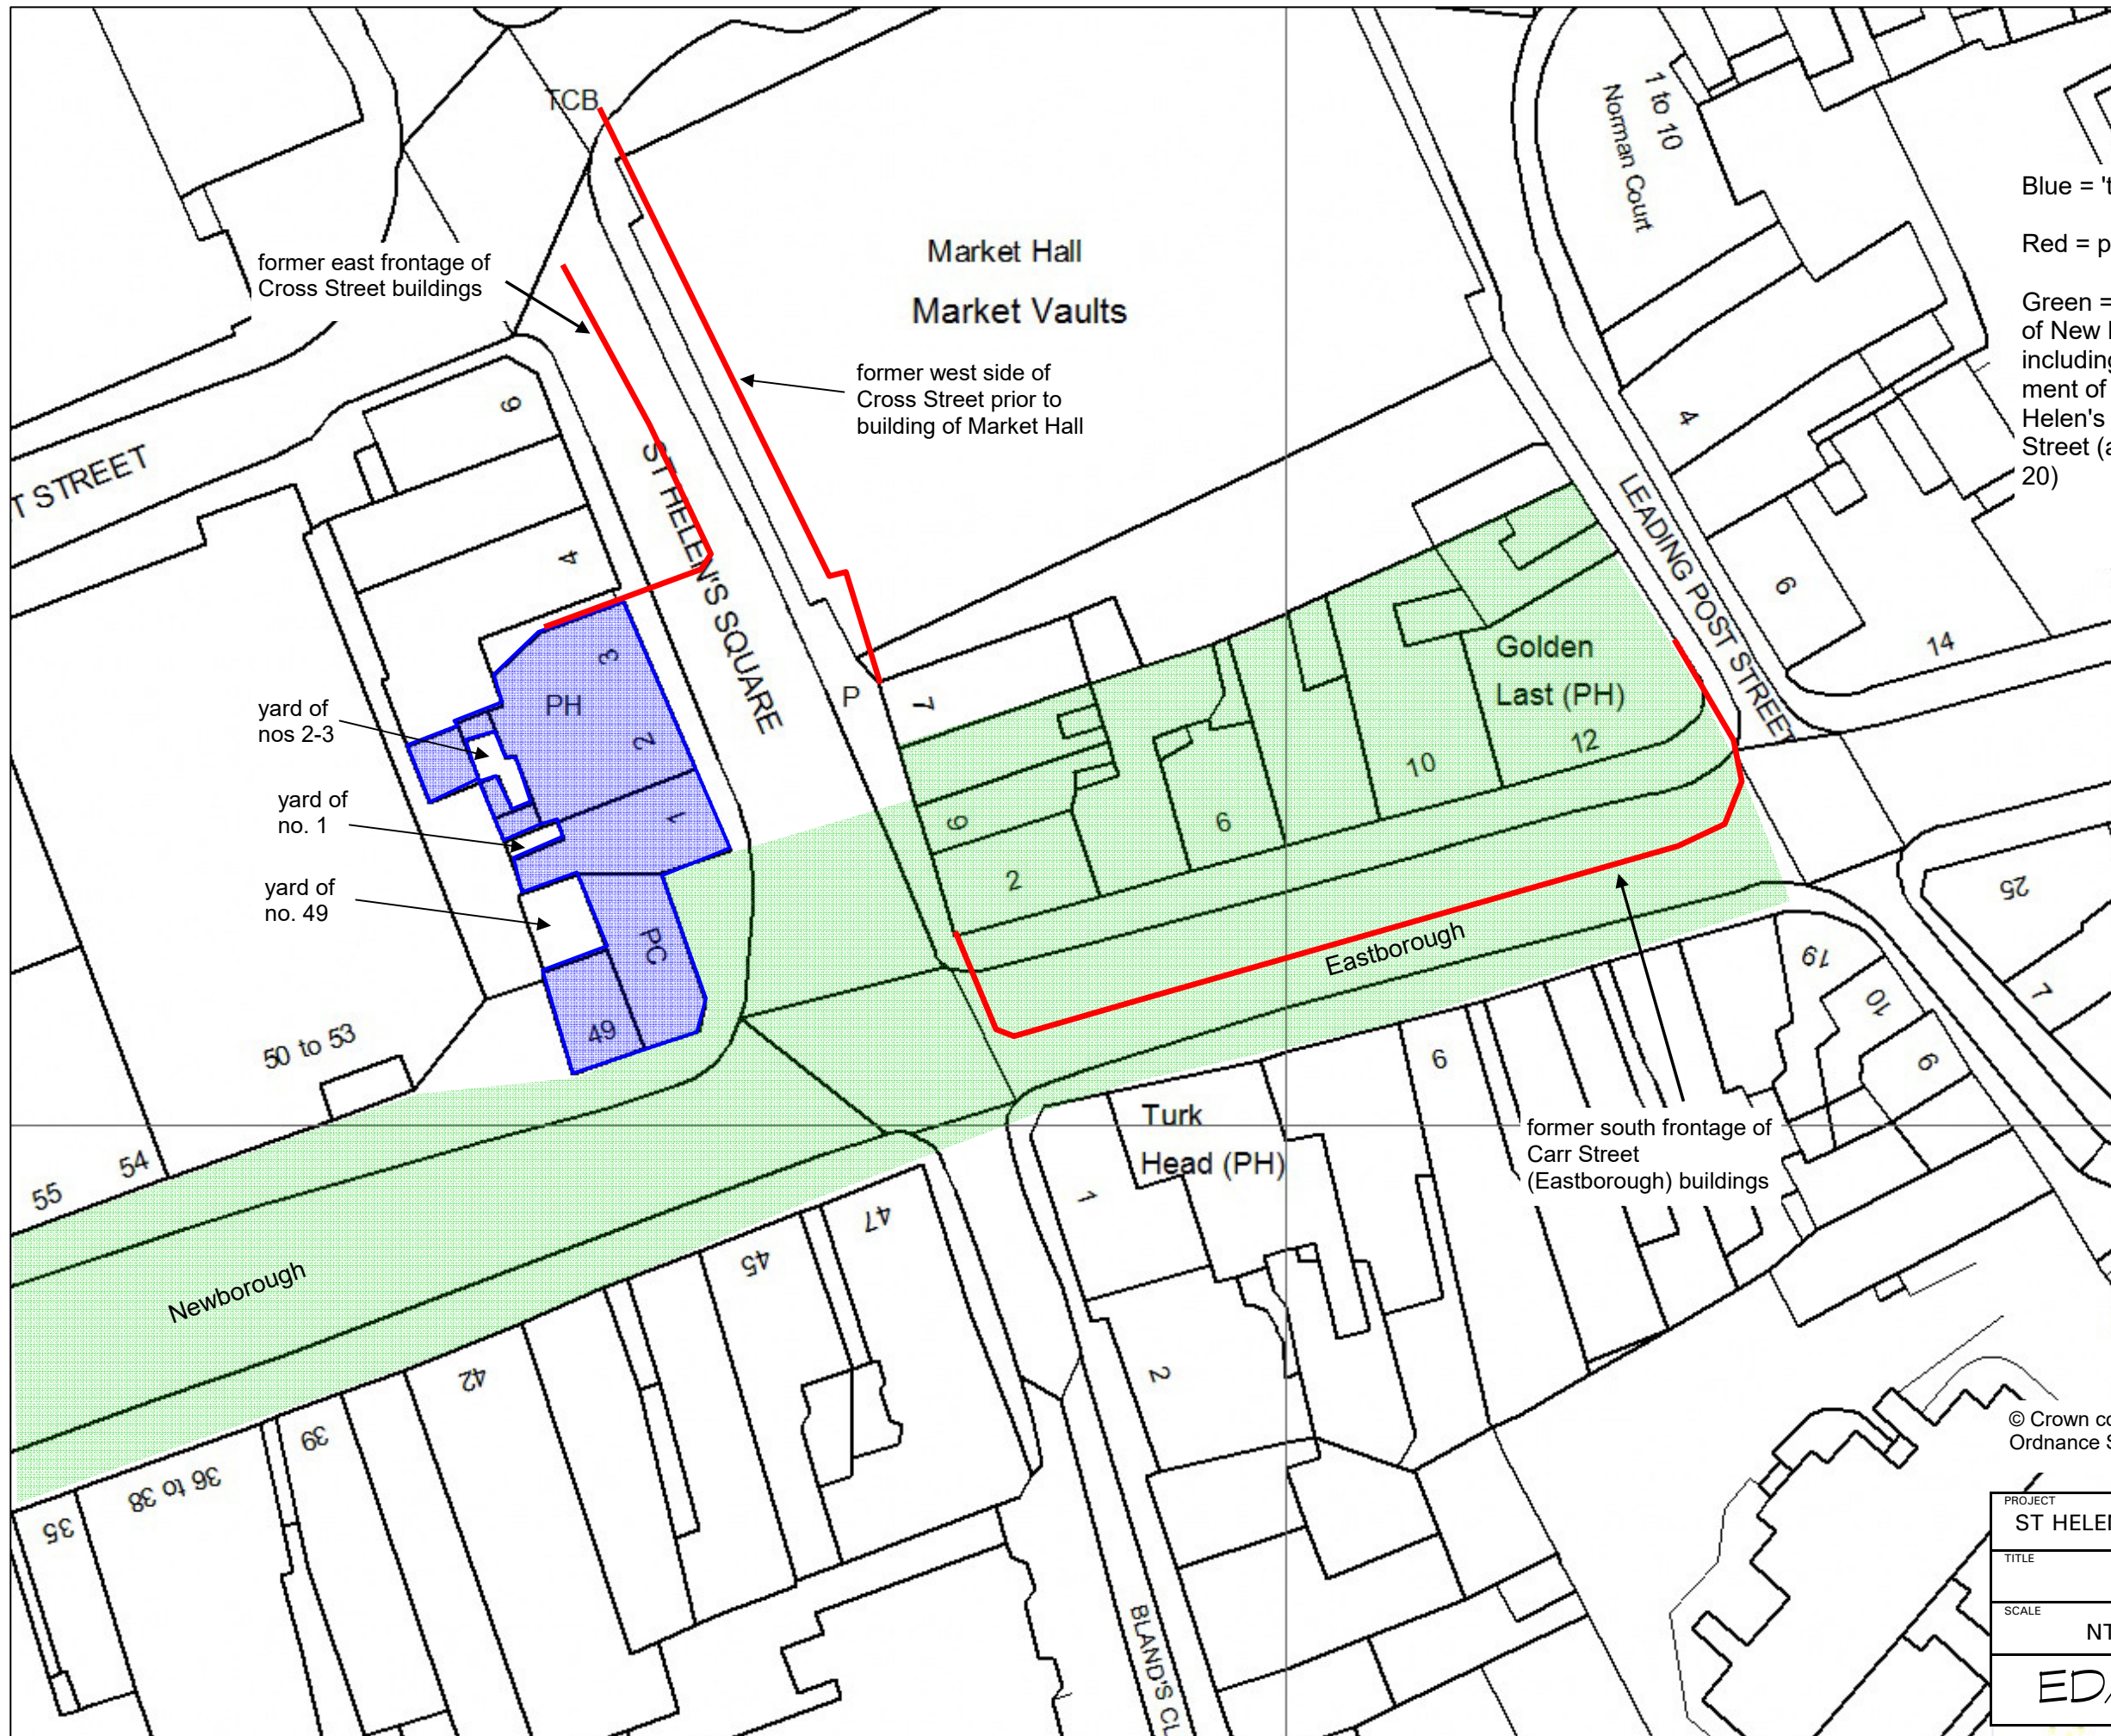 TCB
1 to 10
Norman Court
Market Hall
Market Vaults
former east frontage of
Cross Street buildings
former west side of
Cross Street prior to
building of Market Hall
Blue = 't
Red = p
Green =
of New
including
ment of
Helen's
Street (a
20)
T STREET
ST HELEN'S SQUARE
LEADING POST STREET
9
4
4
6
14
3
PH
2
1
yard of
nos 2-3
yard of
no. 1
yard of
no. 49
PC
49
P
7
9
2
6
10
12
Golden
Last (PH)
Eastborough
25
7
19
10
9
6
50 to 53
54
55
Turk
Head (PH)
1
2
former south frontage of
Carr Street
(Eastborough) buildings
Newborough
47
45
42
39
36 to 38
35
BLAND'S CL
© Crown co
Ordnance S
PROJECT
ST HELEN
TITLE
SCALE
NT
EDA